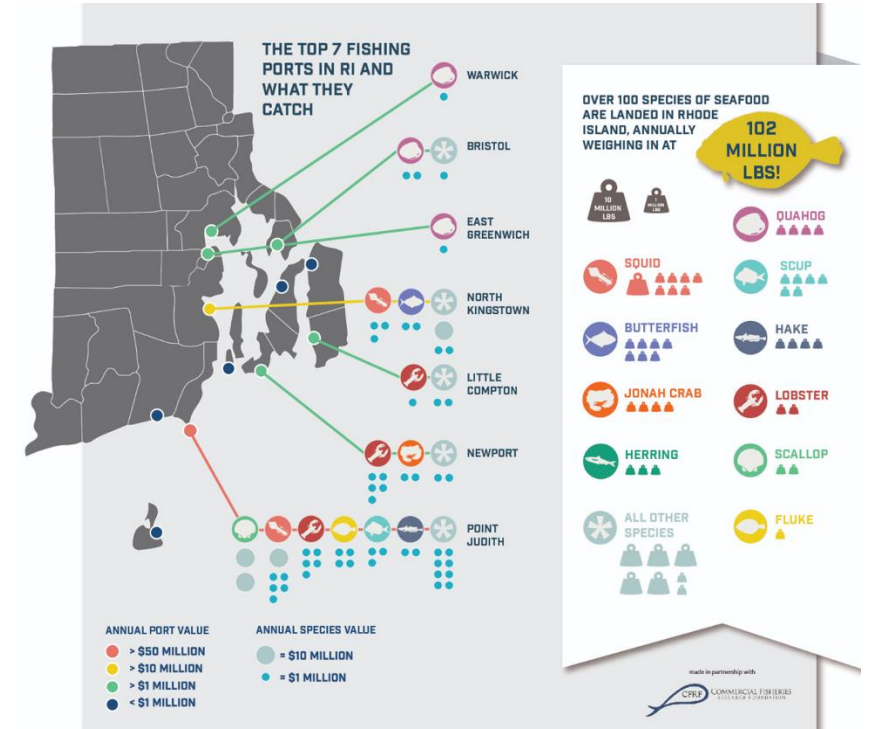 THE TOP 7 FISHING
PORTS IN RI AND
WHAT THEY
CATCH
WARWICK
BRISTOL
EAST
GREENWICH
NORTH
KINGSTOWN
LITTLE
COMPTON
NEWPORT
POINT
JUDITH
ANNUAL PORT VALUE
> $50 MILLION
> $10 MILLION
> $1 MILLION
< $1 MILLION
ANNUAL SPECIES VALUE
= $10 MILLION
= $1 MILLION
OVER 100 SPECIES OF SEAFOOD
ARE LANDED IN RHODE
ISLAND, ANNUALLY
WEIGHING IN AT
102
MILLION
LBS!
10
MILLION
LBS
1
MILLION
LBS
QUAHOG
SQUID
SCUP
BUTTERFISH
HAKE
JONAH CRAB
LOBSTER
HERRING
SCALLOP
ALL OTHER
SPECIES
FLUKE
made in partnership with
CFRF
COMMERCIAL FISHERIES
RESEARCH FOUNDATION